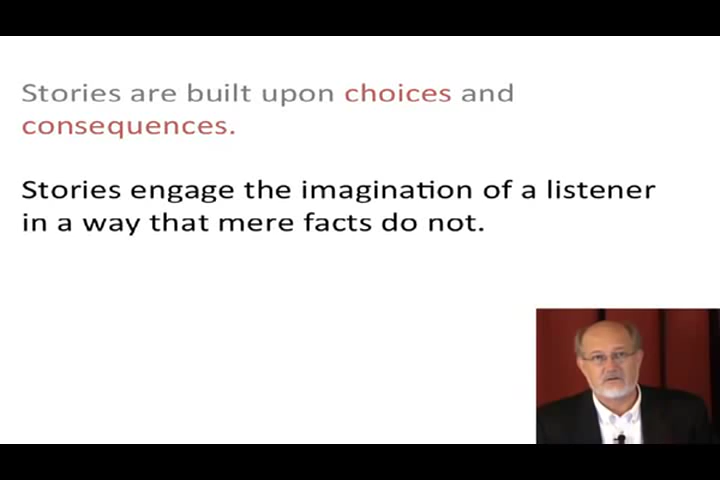 Stories are built upon choices and
consequences.
Stories engage the imagination of a listener
in a way that mere facts do not.